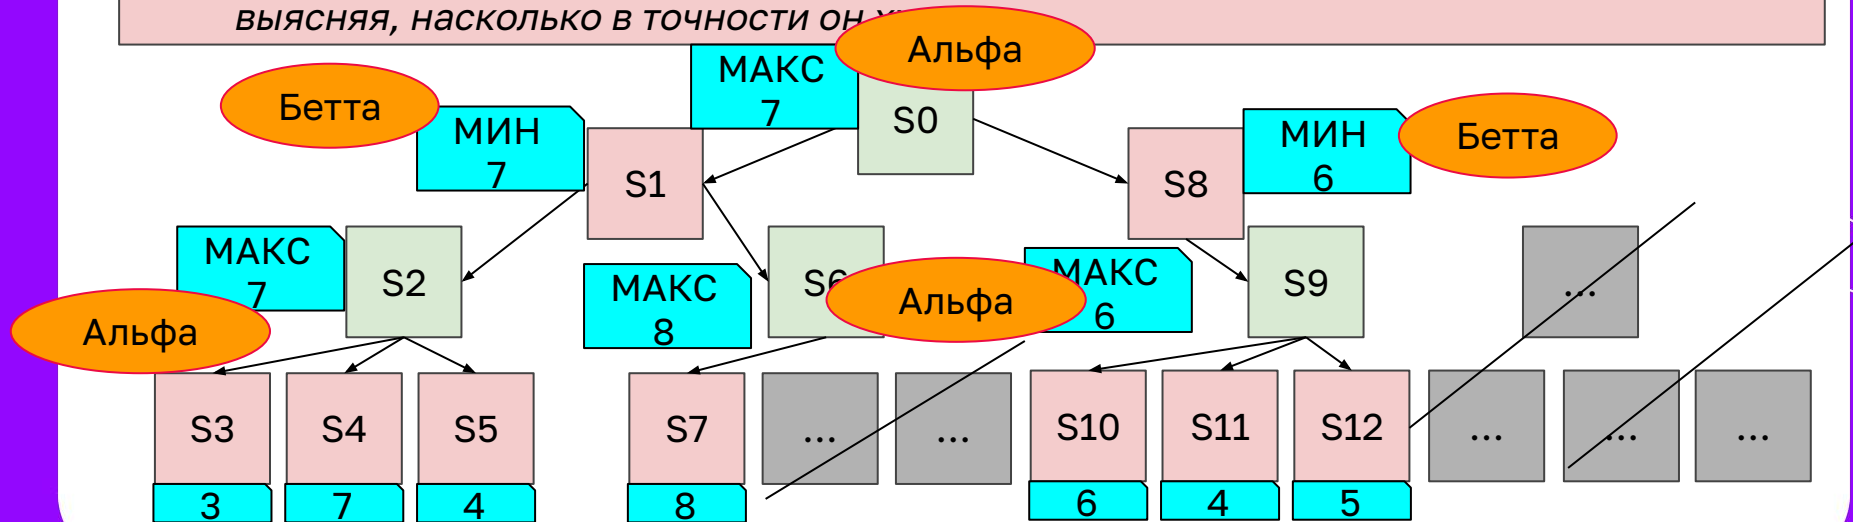 выясняя, насколько в точности он
Альфа
МАКС
7
S0
Бетта
МИН
7
S1
S8
МИН
6
Бетта
МАКС
7
S2
Альфа
МАКС
8
S6
Альфа
МАКС
6
S9
...
S3
S4
S5
S7
...
...
S10
S11
S12
...
...
...
3
7
4
8
6
4
5